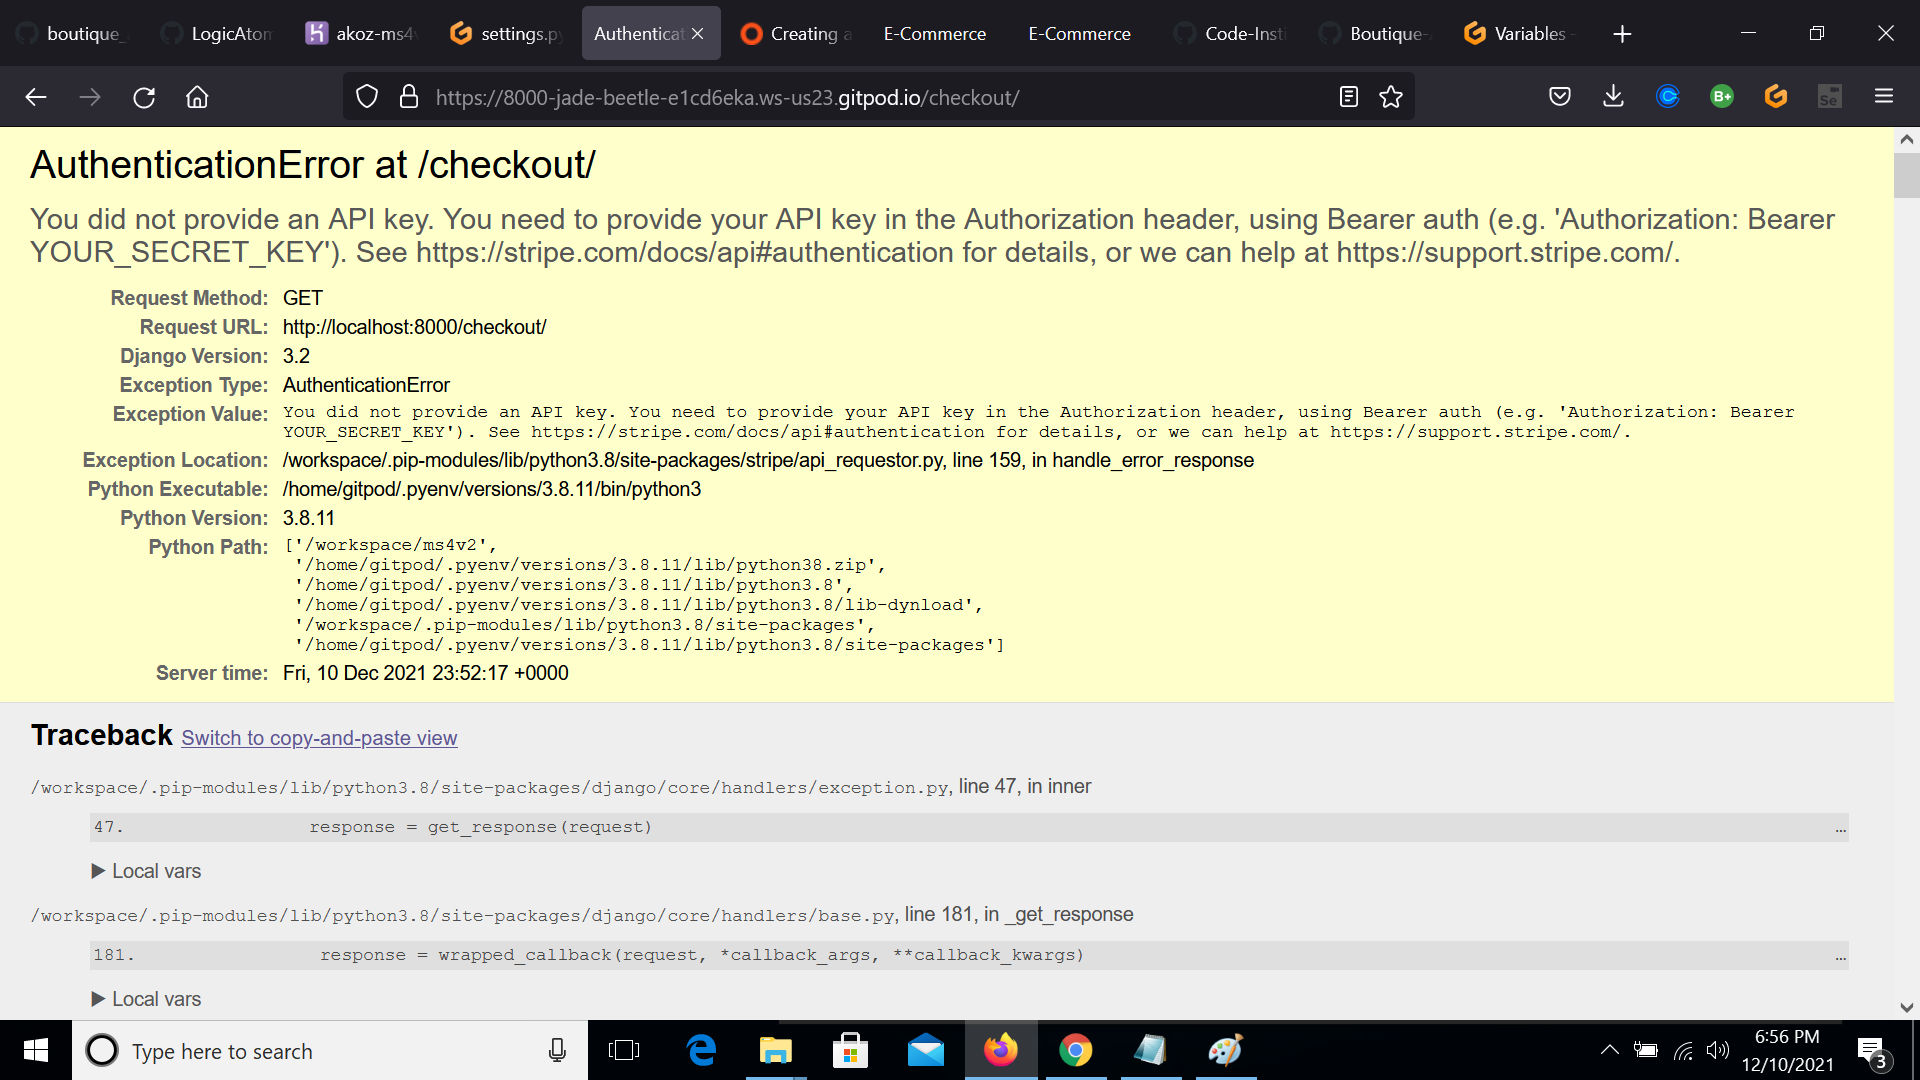 boutique_
LogicAtom
akoz-ms4v
settings.py
Authenticat
Creating a
E-Commerce
E-Commerce
Code-Insti
Boutique-
Variables -
https://8000-jade-beetle-e1cd6eka.ws-us23.gitpod.io/checkout/
B+
Se
AuthenticationError at /checkout/
You did not provide an API key. You need to provide your API key in the Authorization header, using Bearer auth (e.g. 'Authorization: Bearer
YOUR_SECRET_KEY'). See https://stripe.com/docs/api#authentication for details, or we can help at https://support.stripe.com/.
Request Method: GET
Request URL: http://localhost:8000/checkout/
Django Version: 3.2
Exception Type: AuthenticationError
Exception Value: You did not provide an API key. You need to provide your API key in the Authorization header, using Bearer auth (e.g. 'Authorization: Bearer
YOUR_SECRET_KEY'). See https://stripe.com/docs/api#authentication for details, or we can help at https://support.stripe.com/.
Exception Location: /workspace/.pip-modules/lib/python3.8/site-packages/stripe/api_requestor.py, line 159, in handle_error_response
Python Executable: /home/gitpod/.pyenv/versions/3.8.11/bin/python3
Python Version: 3.8.11
Python Path: ['/workspace/ms4v2',
'/home/gitpod/.pyenv/versions/3.8.11/lib/python38.zip',
'/home/gitpod/.pyenv/versions/3.8.11/lib/python3.8',
'/home/gitpod/.pyenv/versions/3.8.11/lib/python3.8/lib-dynload',
'/workspace/.pip-modules/lib/python3.8/site-packages',
'/home/gitpod/.pyenv/versions/3.8.11/lib/python3.8/site-packages']
Server time: Fri, 10 Dec 2021 23:52:17 +0000
Traceback Switch to copy-and-paste view
/workspace/.pip-modules/lib/python3.8/site-packages/django/core/handlers/exception.py, line 47, in inner
47. response = get_response(request) …
▶ Local vars
/workspace/.pip-modules/lib/python3.8/site-packages/django/core/handlers/base.py, line 181, in _get_response
181. response = wrapped_callback(request, *callback_args, **callback_kwargs) …
▶ Local vars
Type here to search
6:56 PM
12/10/2021
3